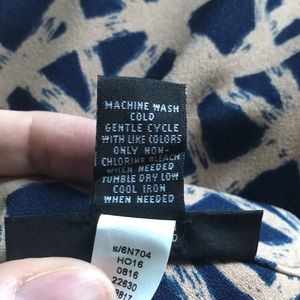 MACHINE WASH
COLD
GENTLE CYCLE
WITH LIKE COLORS
ONLY NON-
CHLORINE BLEACH
WHEN NEEDED
TUMBLE DRY LOW
COOL IRON
WHEN NEEDED
s/6N704
HO16
0816
22630